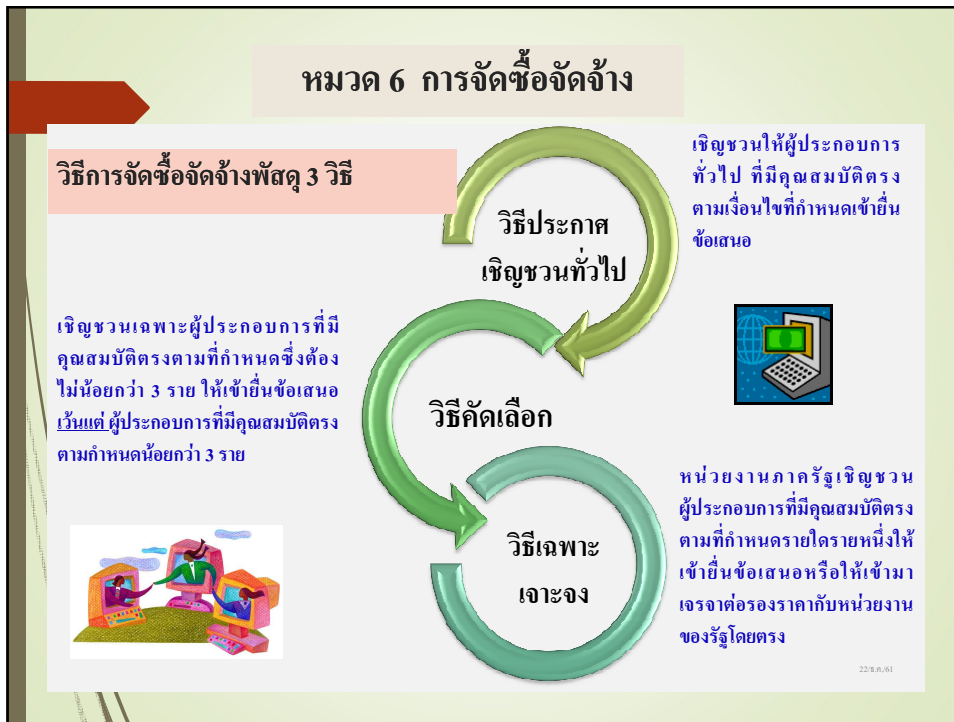 หมวด 6 การจัดซื้อจัดจ้าง
วิธีการจัดซื้อจัดจ้างพัสดุ 3 วิธี
วิธีประกาศ
เชิญชวนทั่วไป
เชิญชวนให้ผู้ประกอบการ
ทั่วไป ที่มีคุณสมบัติตรง
ตามเงื่อนไขที่กำหนดเข้ายื่น
ข้อเสนอ
เชิญชวนเฉพาะผู้ประกอบการที่มี
คุณสมบัติตรงตามที่กำหนดซึ่งต้อง
ไม่น้อยกว่า 3 ราย ให้เข้ายื่นข้อเสนอ
เว้นแต่ ผู้ประกอบการที่มีคุณสมบัติตรง
ตามกำหนดน้อยกว่า 3 ราย
วิธีคัดเลือก
วิธีเฉพาะ
เจาะจง
หน่วยงานภาครัฐเชิญชวน
ผู้ประกอบการที่มีคุณสมบัติตรง
ตามที่กำหนดรายใดรายหนึ่งให้
เข้ายื่นข้อเสนอหรือให้เข้ามา
เจรจาต่อรองราคากับหน่วยงาน
ของรัฐโดยตรง
22/ธ.ค./61